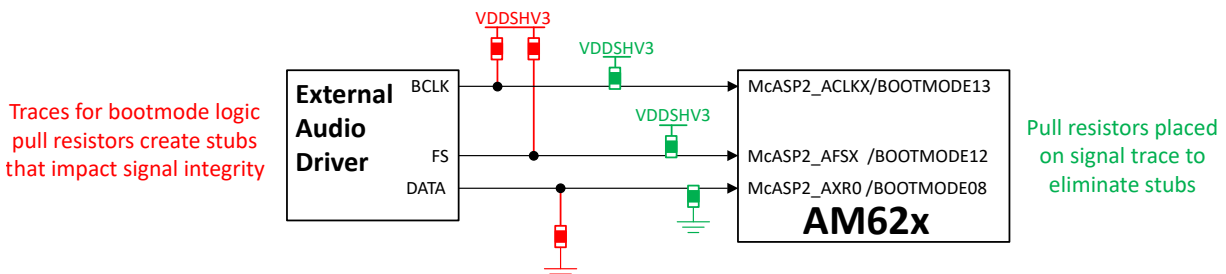 VDDSHV3
VDDSHV3
Traces for bootmode logic
pull resistors create stubs
that impact signal integrity
External
Audio
Driver
BCLK
FS
DATA
VDDSHV3
McASP2_ACLKX/BOOTMODE13
McASP2_AFSX /BOOTMODE12
McASP2_AXR0 /BOOTMODE08
AM62x
Pull resistors placed
on signal trace to
eliminate stubs